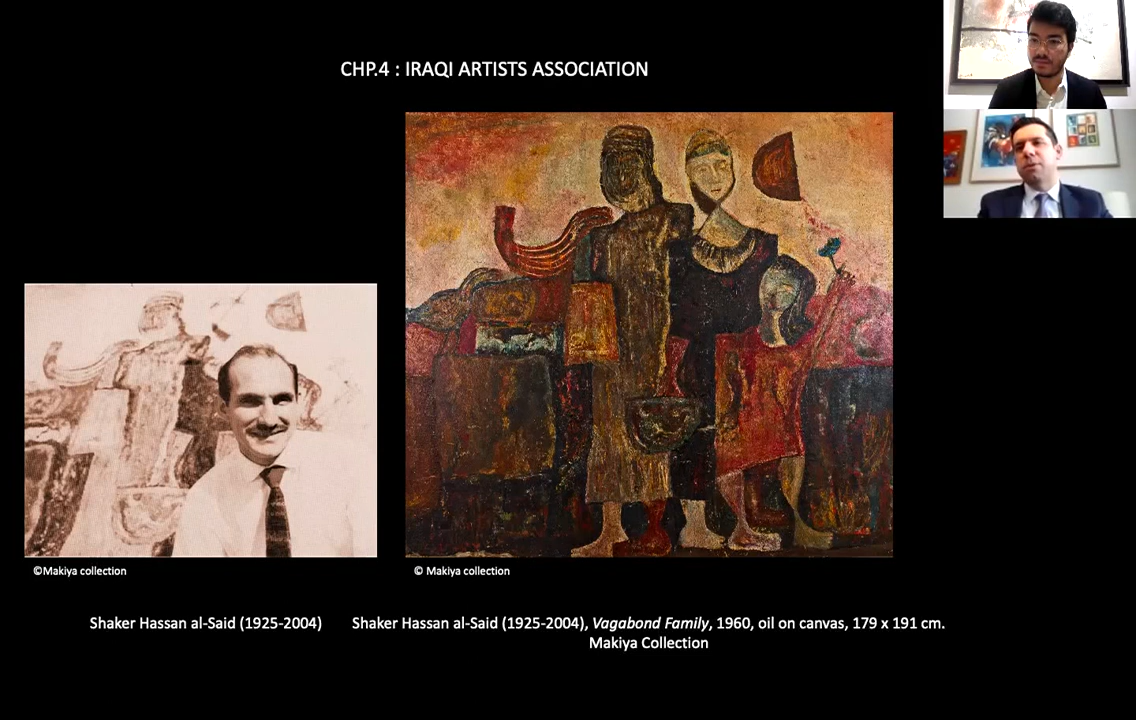 CHP.4 : IRAQI ARTISTS ASSOCIATION
©Makiya collection
© Makiya collection
Shaker Hassan al-Said (1925-2004)
Shaker Hassan al-Said (1925-2004), Vagabond Family, 1960, oil on canvas, 179 x 191 cm.
Makiya Collection